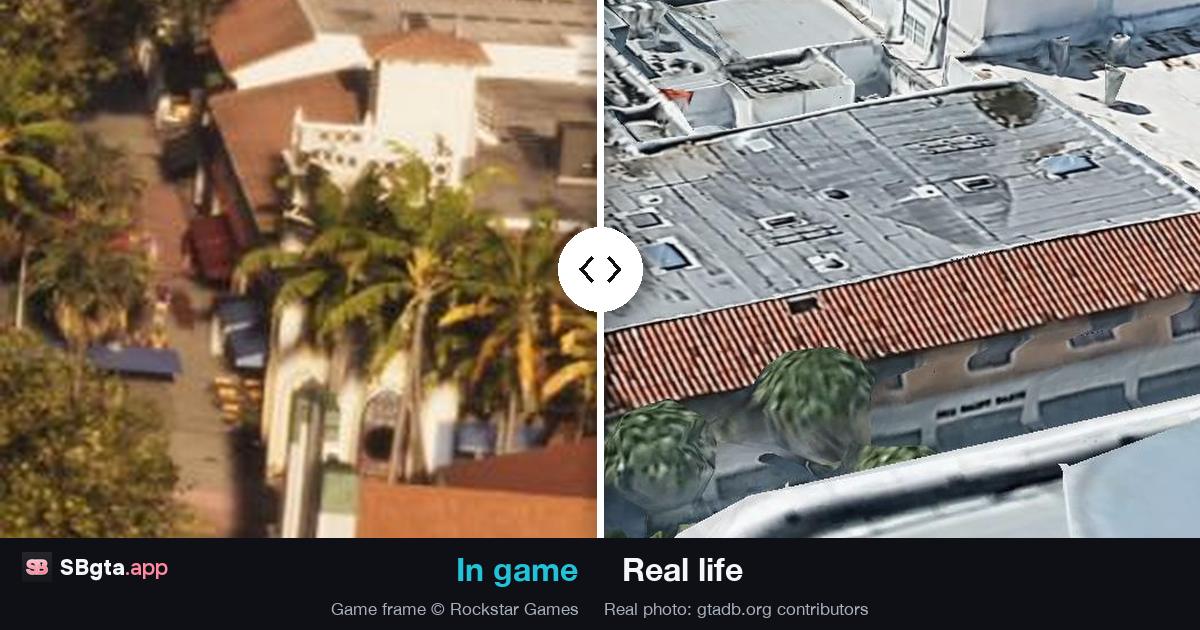 SB SBgta.app
In game
Real life
Game frame © Rockstar Games
Real photo: gtadb.org contributors